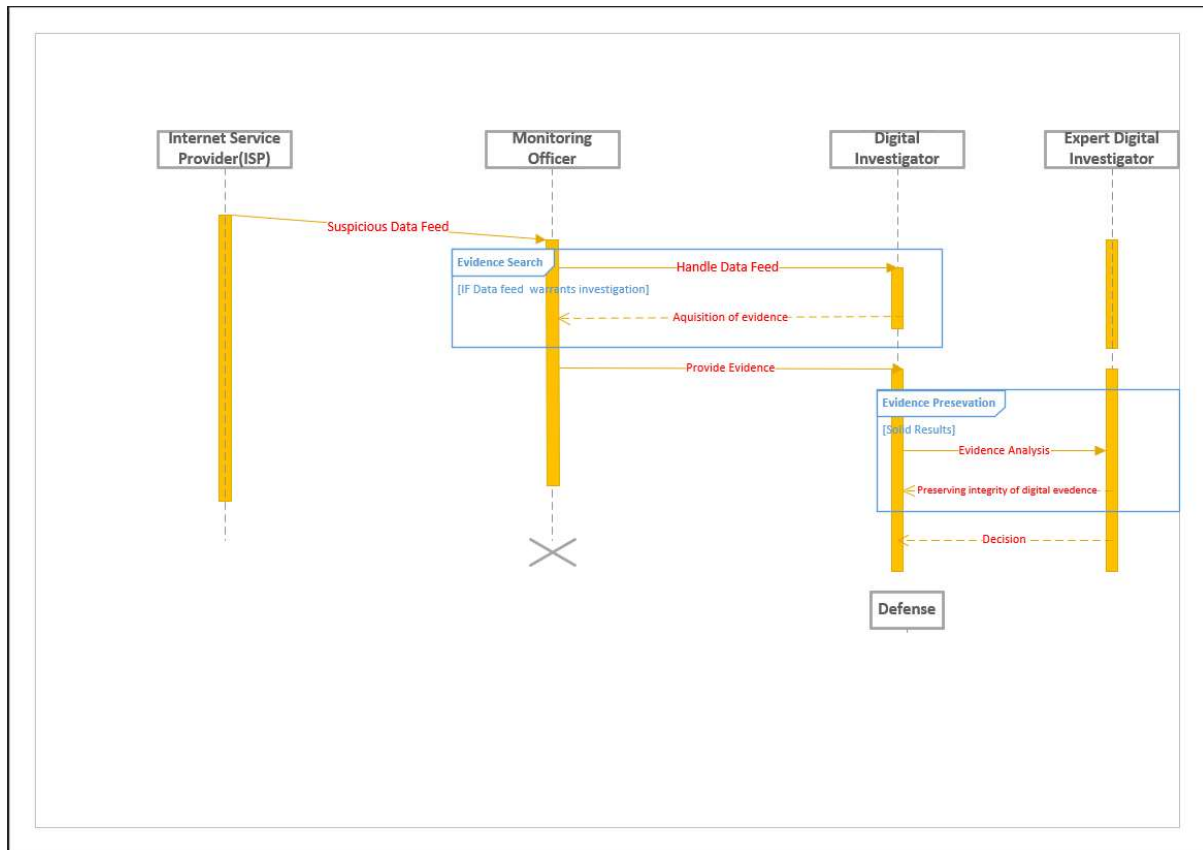 Internet Service
Provider(ISP)
Monitoring
Officer
Digital
Investigator
Expert Digital
Investigator
Suspicious Data Feed
Evidence Search
Handle Data Feed
[IF Data feed warrants investigation]
Aquisition of evidence
Provide Evidence
Evidence Presevation
[Solid Results]
Evidence Analysis
Preserving integrity of digital evedence
Decision
Defense